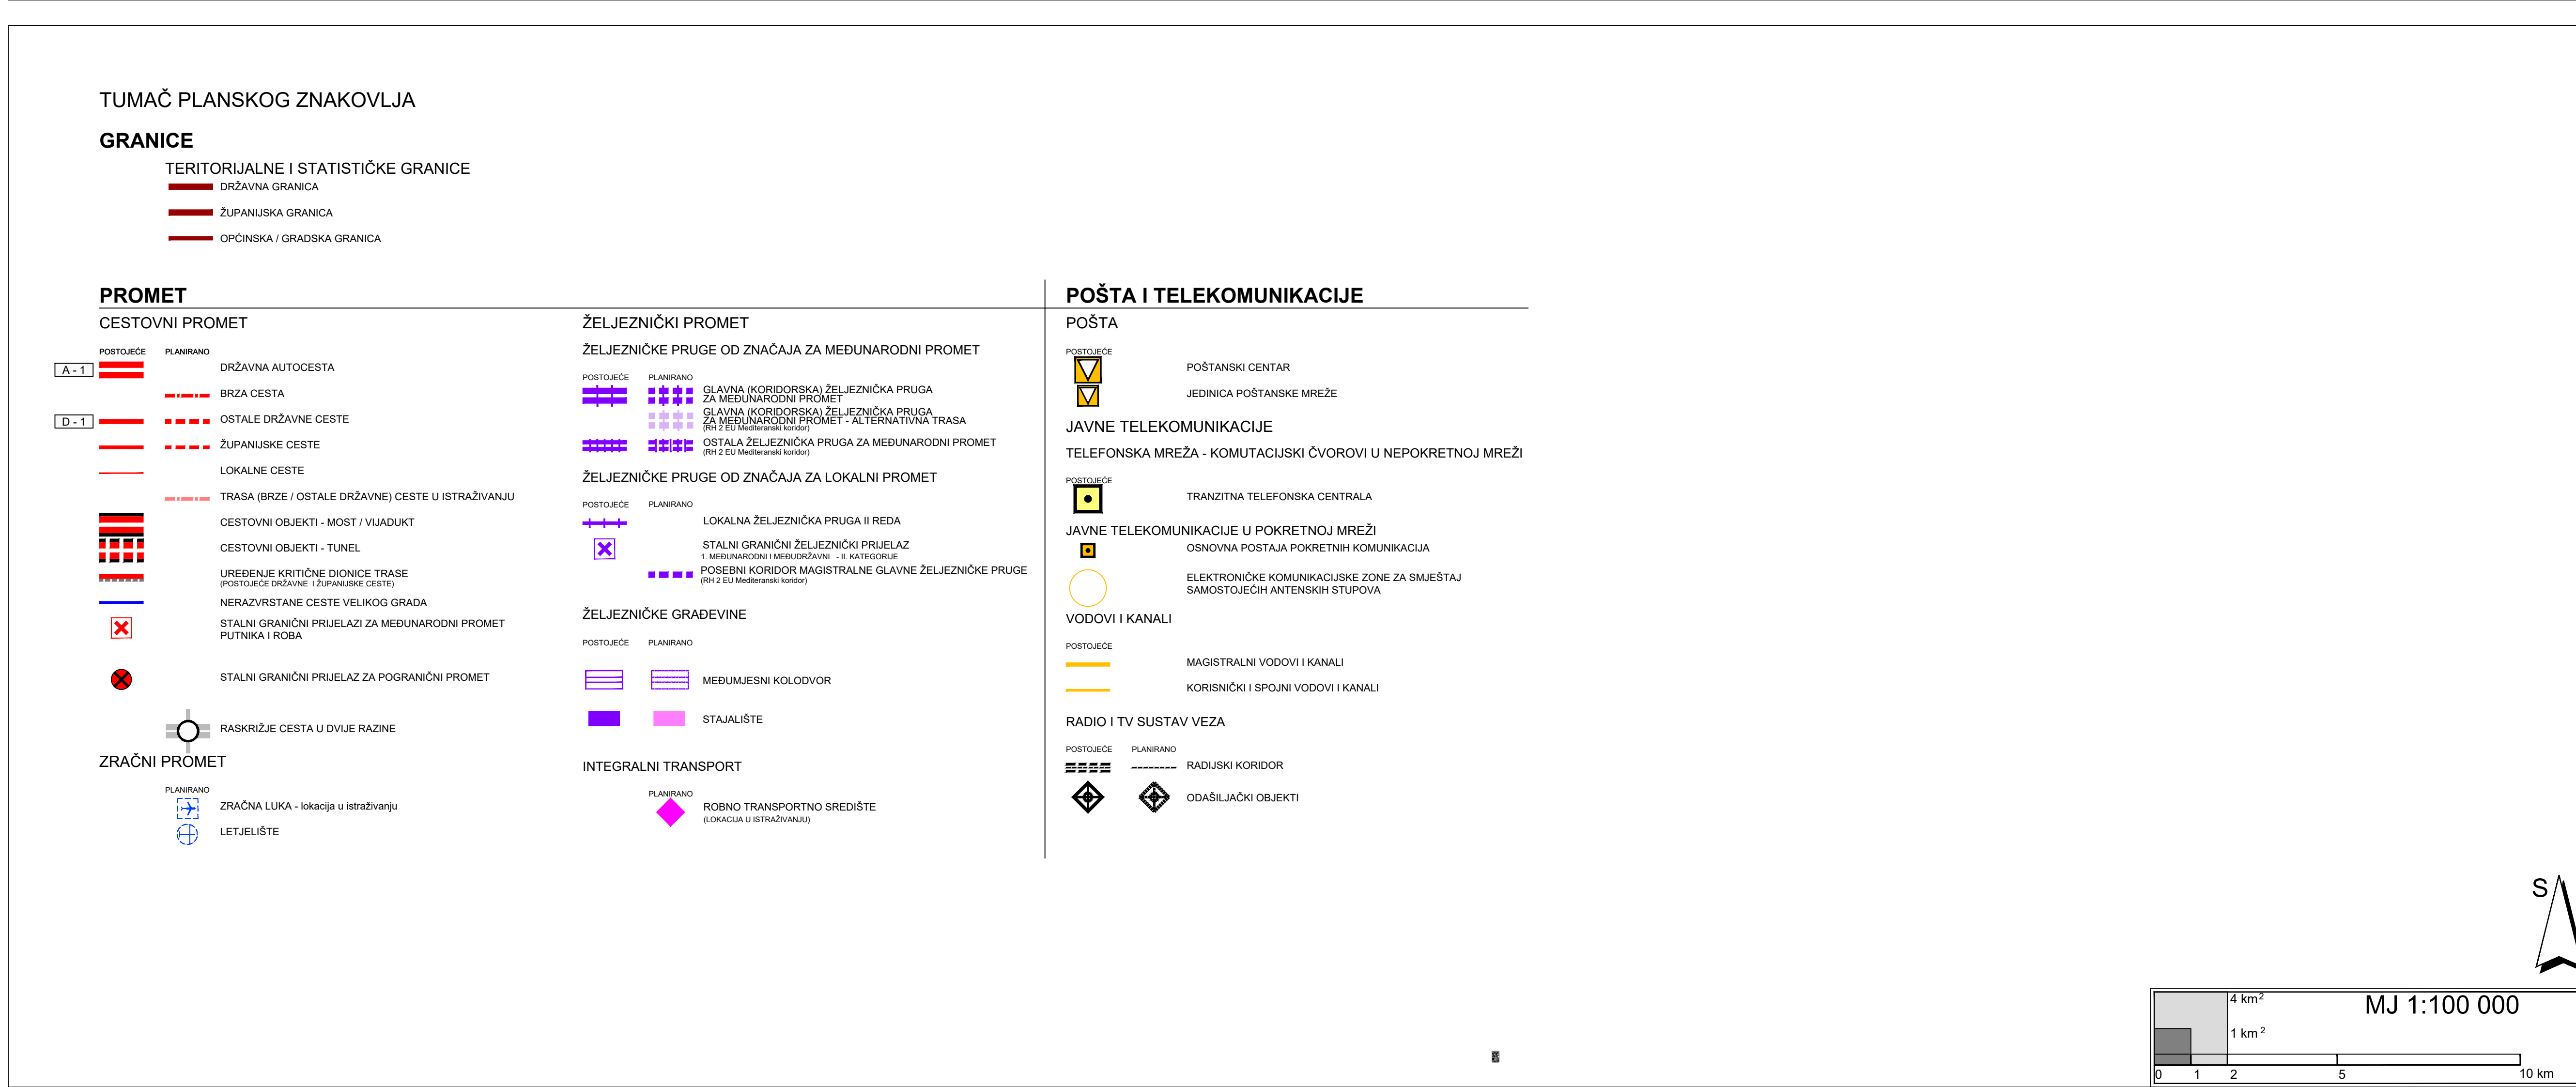 TUMAČ PLANSKOG ZNAKOVLJA
GRANICE
TERITORIJALNE I STATISTIČKE GRANICE
DRŽAVNA GRANICA
ŽUPANIJSKA GRANICA
OPĆINSKA / GRADSKA GRANICA
PROMET
CESTOVNI PROMET
POSTOJEĆE PLANIRANO
A - 1 DRŽAVNA AUTOCESTA
BRZA CESTA
D - 1 OSTALE DRŽAVNE CESTE
ŽUPANIJSKE CESTE
LOKALNE CESTE
TRASA (BRZE / OSTALE DRŽAVNE) CESTE U ISTRAŽIVANJU
CESTOVNI OBJEKTI - MOST / VIJADUKT
CESTOVNI OBJEKTI - TUNEL
UREĐENJE KRITIČNE DIONICE TRASE
(POSTOJEĆE DRŽAVNE I ŽUPANIJSKE CESTE)
NERAZVRSTANE CESTE VELIKOG GRADA
STALNI GRANIČNI PRIJELAZI ZA MEĐUNARODNI PROMET
PUTNIKA I ROBA
STALNI GRANIČNI PRIJELAZ ZA POGRANIČNI PROMET
RASKRIŽJE CESTA U DVIJE RAZINE
ZRAČNI PROMET
PLANIRANO
ZRAČNA LUKA - lokacija u istraživanju
LETJELIŠTE
ŽELJEZNIČKI PROMET
ŽELJEZNIČKE PRUGE OD ZNAČAJA ZA MEĐUNARODNI PROMET
POSTOJEĆE PLANIRANO
GLAVNA (KORIDORSKA) ŽELJEZNIČKA PRUGA
ZA MEĐUNARODNI PROMET
GLAVNA (KORIDORSKA) ŽELJEZNIČKA PRUGA
ZA MEĐUNARODNI PROMET - ALTERNATIVNA TRASA
(RH 2 EU Mediteranski koridor)
OSTALA ŽELJEZNIČKA PRUGA ZA MEĐUNARODNI PROMET
(RH 2 EU Mediteranski koridor)
ŽELJEZNIČKE PRUGE OD ZNAČAJA ZA LOKALNI PROMET
POSTOJEĆE PLANIRANO
LOKALNA ŽELJEZNIČKA PRUGA II REDA
STALNI GRANIČNI ŽELJEZNIČKI PRIJELAZ
1. MEĐUNARODNI I MEĐUDRŽAVNI - II. KATEGORIJE
POSEBNI KORIDOR MAGISTRALNE GLAVNE ŽELJEZNIČKE PRUGE
(RH 2 EU Mediteranski koridor)
ŽELJEZNIČKE GRAĐEVINE
POSTOJEĆE PLANIRANO
MEĐUMJESNI KOLODVOR
STAJALIŠTE
INTEGRALNI TRANSPORT
PLANIRANO
ROBNO TRANSPORTNO SREDIŠTE
(LOKACIJA U ISTRAŽIVANJU)
POŠTA I TELEKOMUNIKACIJE
POŠTA
POSTOJEĆE
POŠTANSKI CENTAR
JEDINICA POŠTANSKE MREŽE
JAVNE TELEKOMUNIKACIJE
TELEFONSKA MREŽA - KOMUTACIJSKI ČVOROVI U NEPOKRETNOJ MREŽI
POSTOJEĆE
TRANZITNA TELEFONSKA CENTRALA
JAVNE TELEKOMUNIKACIJE U POKRETNOJ MREŽI
OSNOVNA POSTAJA POKRETNIH KOMUNIKACIJA
ELEKTRONIČKE KOMUNIKACIJSKE ZONE ZA SMJEŠTAJ
SAMOSTOJEĆIH ANTENSKIH STUPOVA
VODOVI I KANALI
POSTOJEĆE
MAGISTRALNI VODOVI I KANALI
KORISNIČKI I SPOJNI VODOVI I KANALI
RADIO I TV SUSTAV VEZA
POSTOJEĆE PLANIRANO
RADIJSKI KORIDOR
ODAŠILJAČKI OBJEKTI
S
4 km²
MJ 1:100 000
1 km²
0 1 2 5 10 km